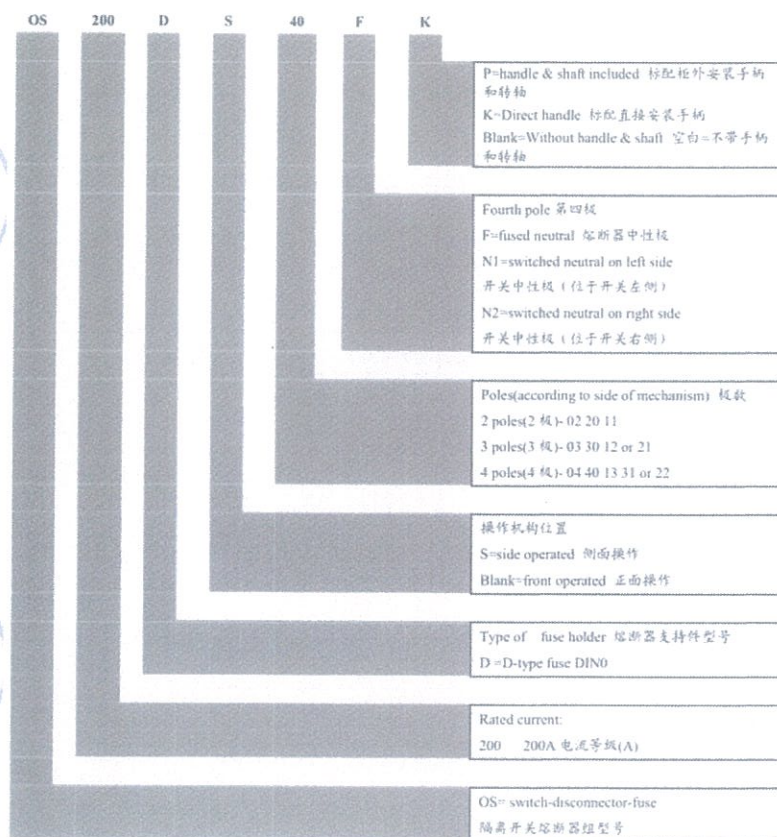 OS 200 D S 40 F K
P=handle & shaft included 标配柜外安装手柄
和转轴
K=Direct handle 标配直接安装手柄
Blank=Without handle & shaft 空白=不带手柄
和转轴
Fourth pole 第四极
F=fused neutral 熔断器中性极
N1=switched neutral on left side
开关中性极（位于开关左侧）
N2=switched neutral on right side
开关中性极（位于开关右侧）
Poles(according to side of mechanism) 极数
2 poles(2 极)- 02 20 11
3 poles(3 极)- 03 30 12 or 21
4 poles(4 极)- 04 40 13 31 or 22
操作机构位置
S=side operated 侧面操作
Blank=front operated 正面操作
Type of fuse holder 熔断器支持件型号
D =D-type fuse DIN0
Rated current:
200 200A 电流等级(A)
OS= switch-disconnector-fuse
隔离开关熔断器组型号